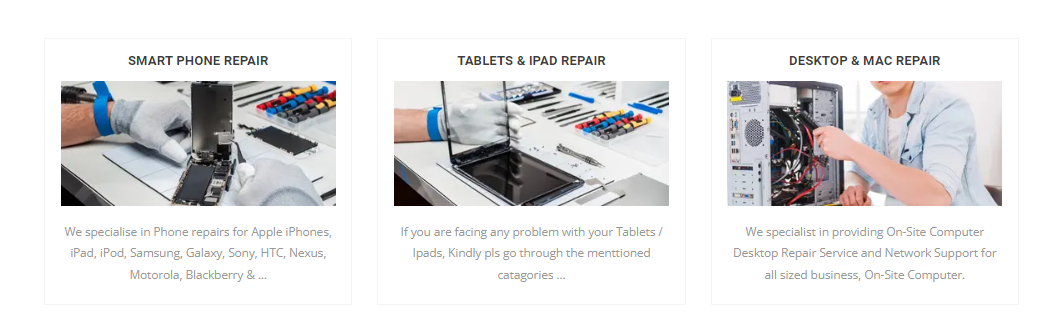 SMART PHONE REPAIR
We specialise in Phone repairs for Apple iPhones,
iPad, iPod, Samsung, Galaxy, Sony, HTC, Nexus,
Motorola, Blackberry & ...
TABLETS & IPAD REPAIR
If you are facing any problem with your Tablets /
Ipads, Kindly pls go through the menttioned
catagories ...
DESKTOP & MAC REPAIR
We specialist in providing On-Site Computer
Desktop Repair Service and Network Support for
all sized business, On-Site Computer.